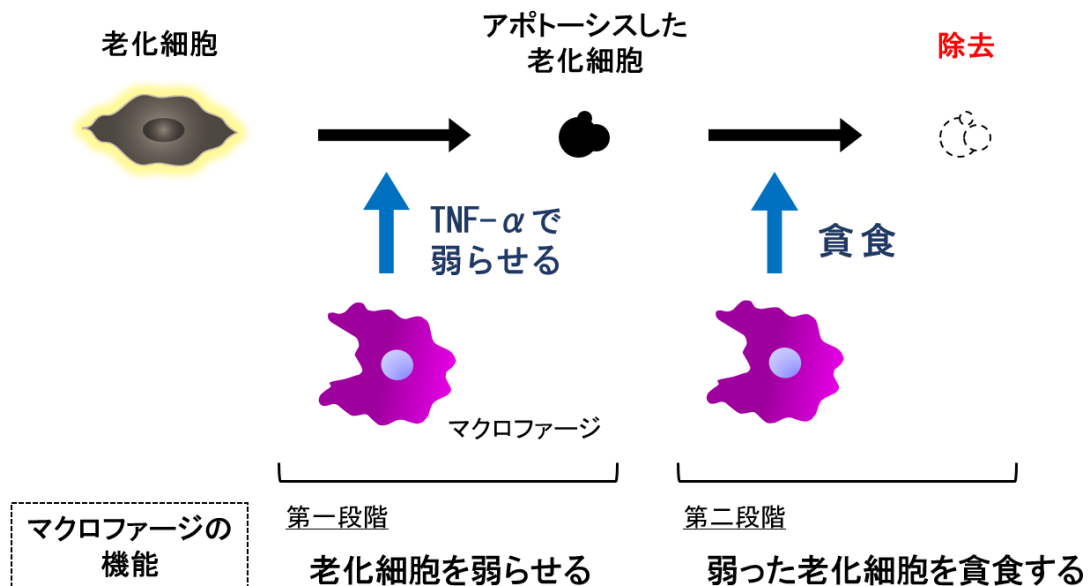 老化細胞
アポトーシスした
老化細胞
除去
TNF-αで
弱らせる
貪食
マクロファージ
マクロファージの
機能
第一段階
老化細胞を弱らせる
第二段階
弱った老化細胞を貪食する